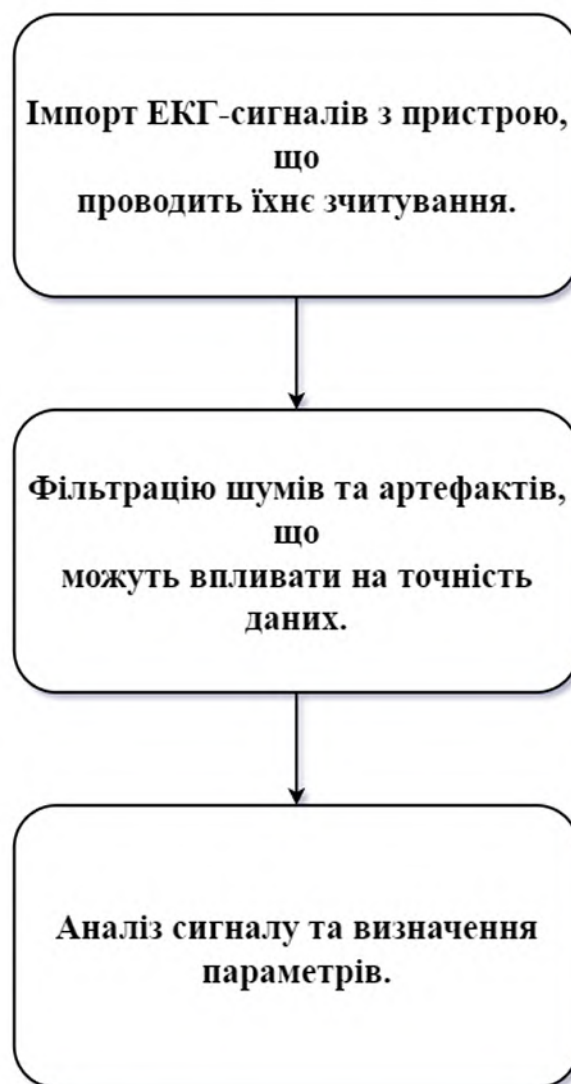 Імпорт ЕКГ-сигналів з пристрою,
що
проводить їхнє зчитування.
Фільтрацію шумів та артефактів,
що
можуть впливати на точність
даних.
Аналіз сигналу та визначення
параметрів.